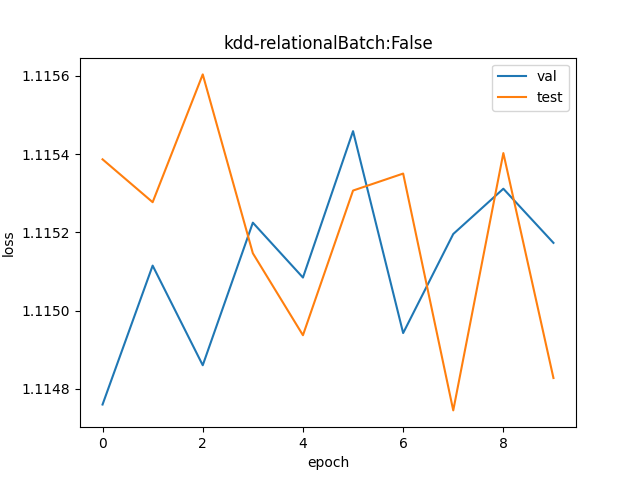 kdd-relationalBatch:False
val
test
1.1156
1.1154
1.1152
1.1150
1.1148
loss
0
2
4
6
8
epoch